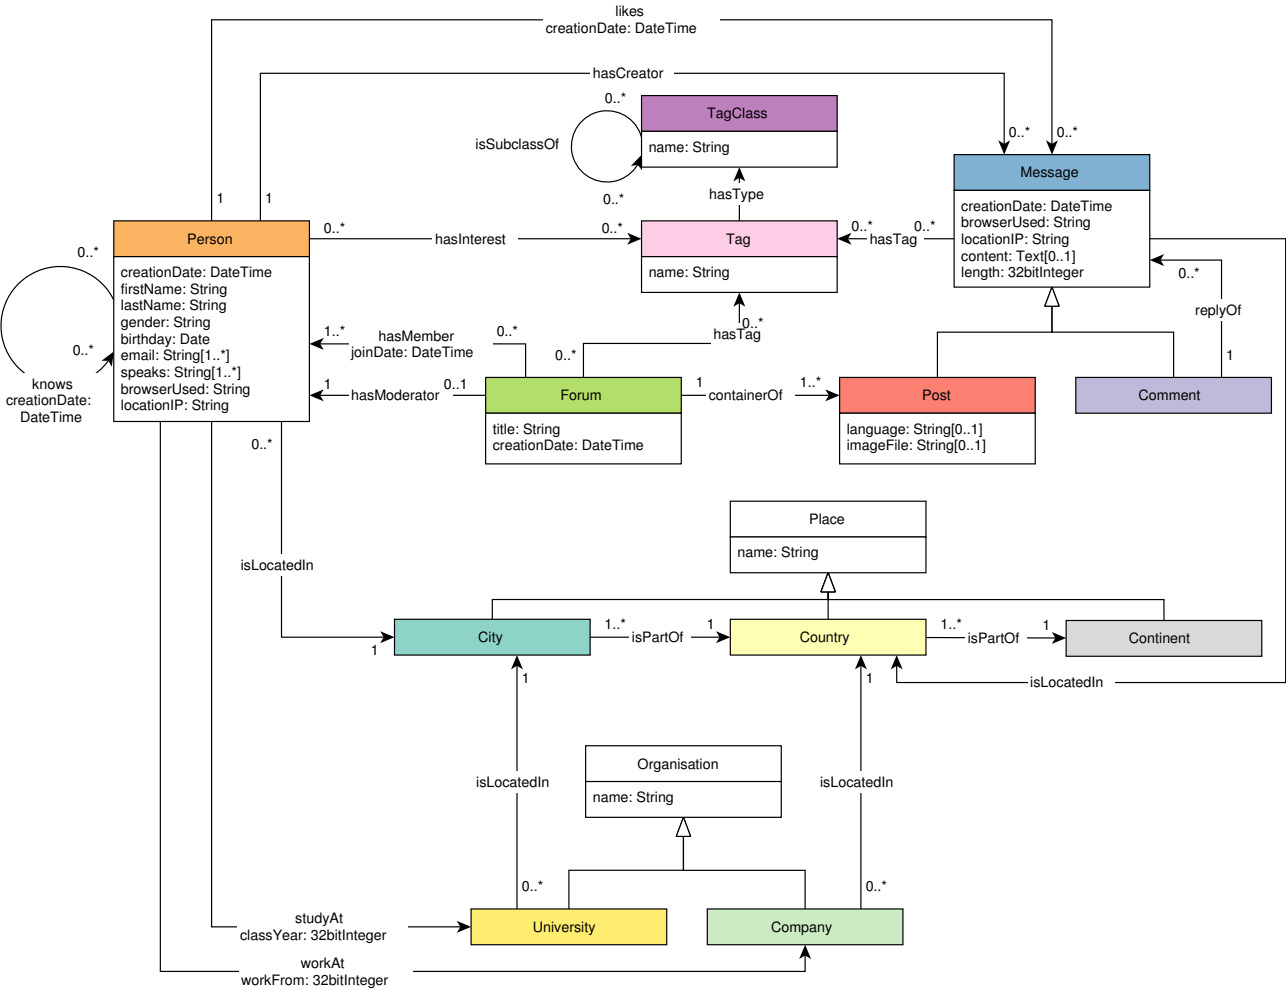 likes
creationDate: DateTime
hasCreator
0..*
TagClass
name: String
isSubclassOf
0..*
0..*
0..*
Message
creationDate: DateTime
browserUsed: String
locationIP: String
content: Text[0..1]
length: 32bitInteger
hasType
1
1
Person
creationDate: DateTime
firstName: String
lastName: String
gender: String
birthday: Date
email: String[1..*]
speaks: String[1..*]
browserUsed: String
locationIP: String
0..*
0..*
knows
creationDate:
DateTime
0..*
hasInterest
0..*
Tag
name: String
0..*
hasTag
0..*
0..*
replyOf
1
1..*
hasMember
joinDate: DateTime
0..*
0..*
hasTag
0..*
1
hasModerator
0..1
Forum
title: String
creationDate: DateTime
1
containerOf
1..*
Post
language: String[0..1]
imageFile: String[0..1]
Comment
0..*
isLocatedIn
1
Place
name: String
City
1..*
isPartOf
1
Country
1..*
isPartOf
1
Continent
isLocatedIn
1
1
Organisation
name: String
isLocatedIn
isLocatedIn
0..*
0..*
University
Company
studyAt
classYear: 32bitInteger
workAt
workFrom: 32bitInteger